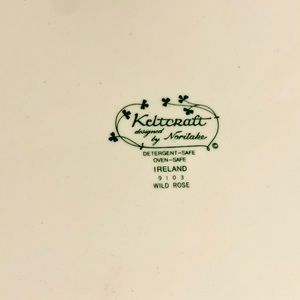 Keltcraft
designed
by Noritake
©
DETERGENT-SAFE
OVEN-SAFE
IRELAND
9103
WILD ROSE